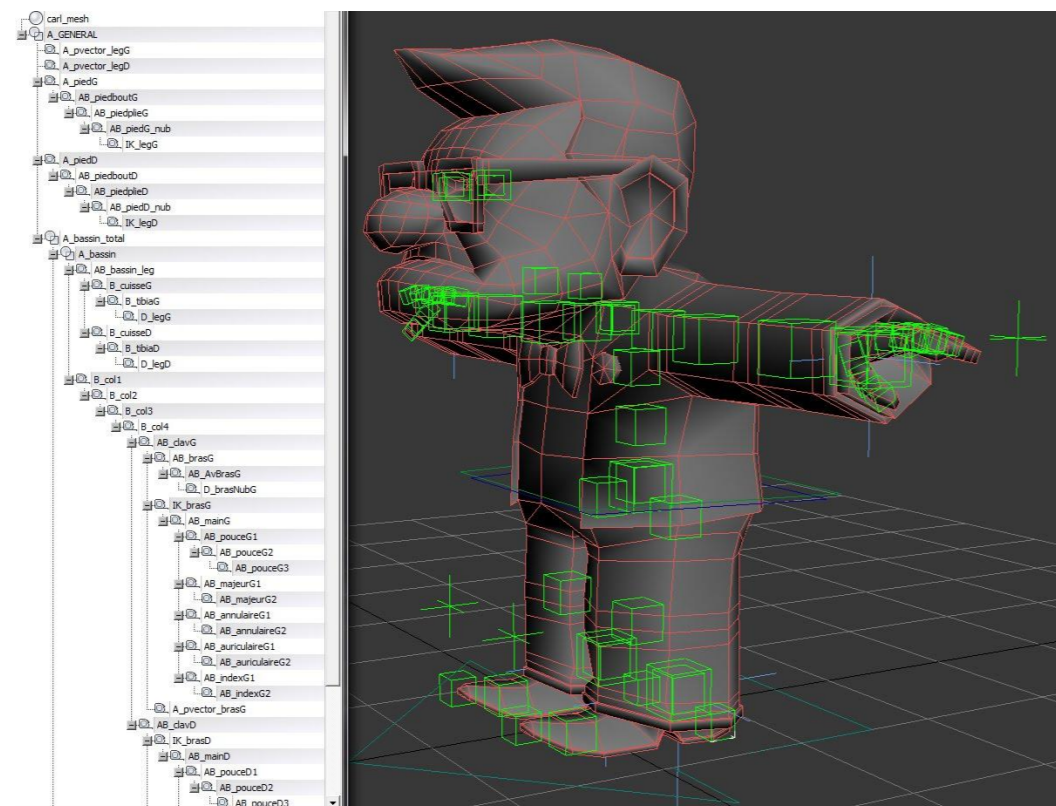 carl_mesh
A_GENERAL
A_pvector_legG
A_pvector_legD
A_piedG
AB_piedboutG
AB_piedplieG
AB_piedG_nub
IK_legG
A_piedD
AB_piedboutD
AB_piedplieD
AB_piedD_nub
IK_legD
A_bassin_total
A_bassin
AB_bassin_leg
B_cuisseG
B_tibiaG
D_legG
B_cuisseD
B_tibiaD
D_legD
B_col1
B_col2
B_col3
B_col4
AB_clavG
AB_brasG
AB_AvBrasG
D_brasNubG
IK_brasG
AB_mainG
AB_pouceG1
AB_pouceG2
AB_pouceG3
AB_majeurG1
AB_majeurG2
AB_annulaireG1
AB_annulaireG2
AB_auriculaireG1
AB_auriculaireG2
AB_indexG1
AB_indexG2
A_pvector_brasG
AB_clavD
IK_brasD
AB_mainD
AB_pouceD1
AB_pouceD2
AB_pouceD3